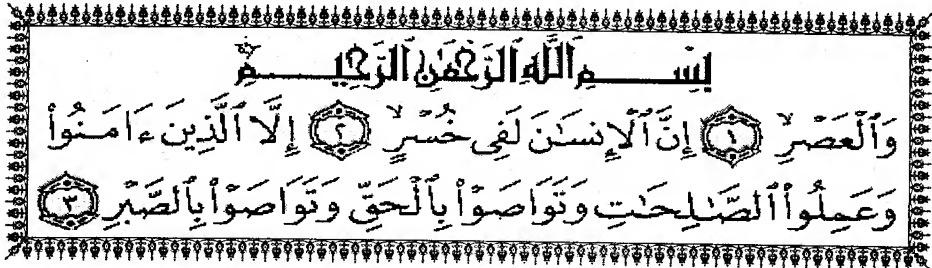 بِسْمِ ٱللَّهِ ٱلرَّحْمَٰنِ ٱلرَّحِيمِ
وَٱلْعَصْرِ ۙ ١ إِنَّ ٱلْإِنسَٰنَ لَفِى خُسْرٍ ۙ ٢ إِلَّا ٱلَّذِينَ ءَامَنُوا۟
وَعَمِلُوا۟ ٱلصَّٰلِحَٰتِ وَتَوَاصَوْا۟ بِٱلْحَقِّ وَتَوَاصَوْا۟ بِٱلصَّبْرِ ٣